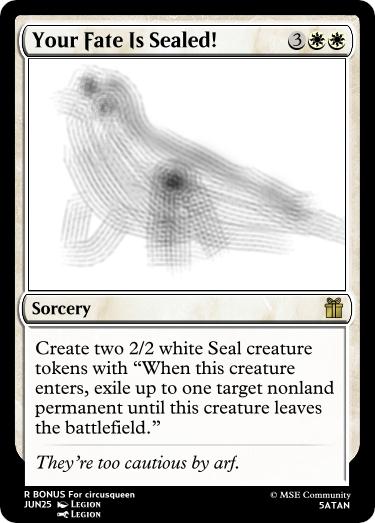 Your Fate Is Sealed! 3
Sorcery
Create two 2/2 white Seal creature
tokens with “When this creature
enters, exile up to one target nonland
permanent until this creature leaves
the battlefield.”
They're too cautious by arf.
R BONUS For circusqueen
© MSE Community
JUN25 Legion
Legion
5ATAN